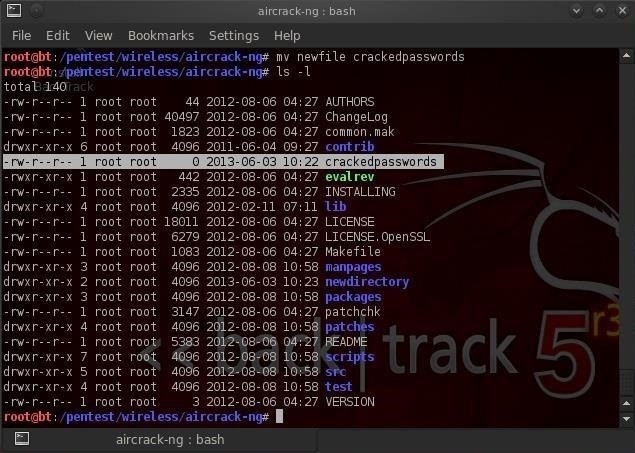 aircrack-ng : bash
File Edit View Bookmarks Settings Help
root@bt:/pentest/wireless/aircrack-ng# mv newfile crackedpasswords
root@bt:/pentest/wireless/aircrack-ng# ls -l
total 140
-rw-r--r-- 1 root root 44 2012-08-06 04:27 AUTHORS
-rw-r--r-- 1 root root 40497 2012-08-06 04:27 ChangeLog
-rw-r--r-- 1 root root 1823 2012-08-06 04:27 common.mak
drwxr-xr-x 6 root root 4096 2011-06-04 09:27 contrib
-rw-r--r-- 1 root root 0 2013-06-03 10:22 crackedpasswords
-rwxr-xr-x 1 root root 442 2012-08-06 04:27 evalrev
-rw-r--r-- 1 root root 2335 2012-08-06 04:27 INSTALLING
drwxr-xr-x 4 root root 4096 2012-02-11 07:11 lib
-rw-r--r-- 1 root root 18011 2012-08-06 04:27 LICENSE
-rw-r--r-- 1 root root 6279 2012-08-06 04:27 LICENSE.OpenSSL
-rw-r--r-- 1 root root 1083 2012-08-06 04:27 Makefile
drwxr-xr-x 3 root root 4096 2012-08-08 10:58 manpages
drwxr-xr-x 2 root root 4096 2013-06-03 10:23 newdirectory
drwxr-xr-x 3 root root 4096 2012-08-08 10:58 packages
-rw-r--r-- 1 root root 3147 2012-08-06 04:27 patchchk
drwxr-xr-x 4 root root 4096 2012-08-08 10:58 patches
-rw-r--r-- 1 root root 5383 2012-08-06 04:27 README
drwxr-xr-x 7 root root 4096 2012-08-08 10:58 scripts
drwxr-xr-x 5 root root 4096 2012-08-08 10:58 src
drwxr-xr-x 4 root root 4096 2012-08-08 10:58 test
-rw-r--r-- 1 root root 3 2012-08-06 04:27 VERSION
root@bt:/pentest/wireless/aircrack-ng#
<< back | track 5 r3
aircrack-ng : bash